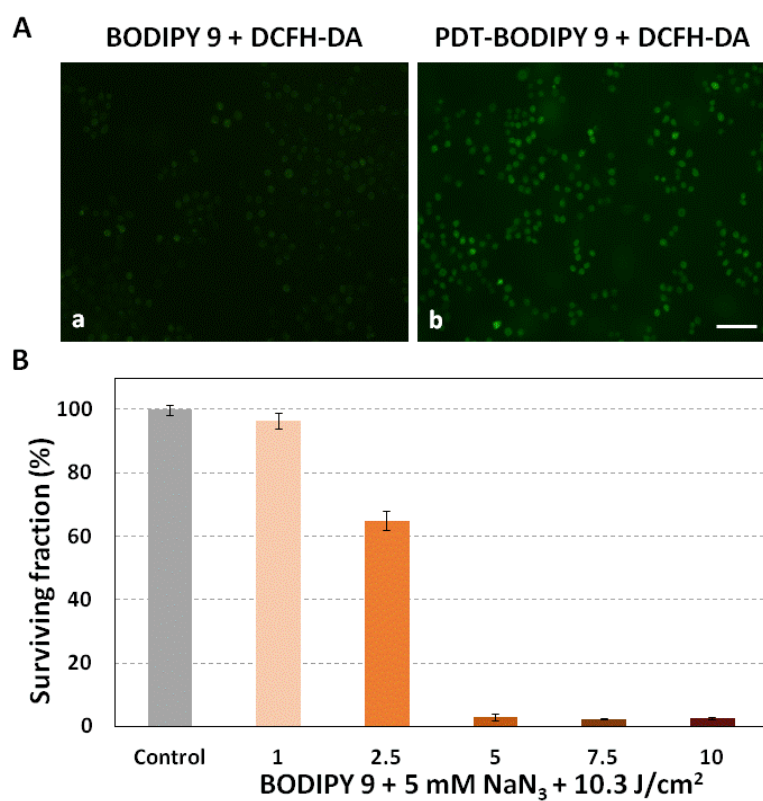 A
BODIPY 9 + DCFH-DA
PDT-BODIPY 9 + DCFH-DA
a
b
B
Surviving fraction (%)
100
80
60
40
20
0
Control 1 2.5 5 7.5 10
BODIPY 9 + 5 mM NaN₃ + 10.3 J/cm²